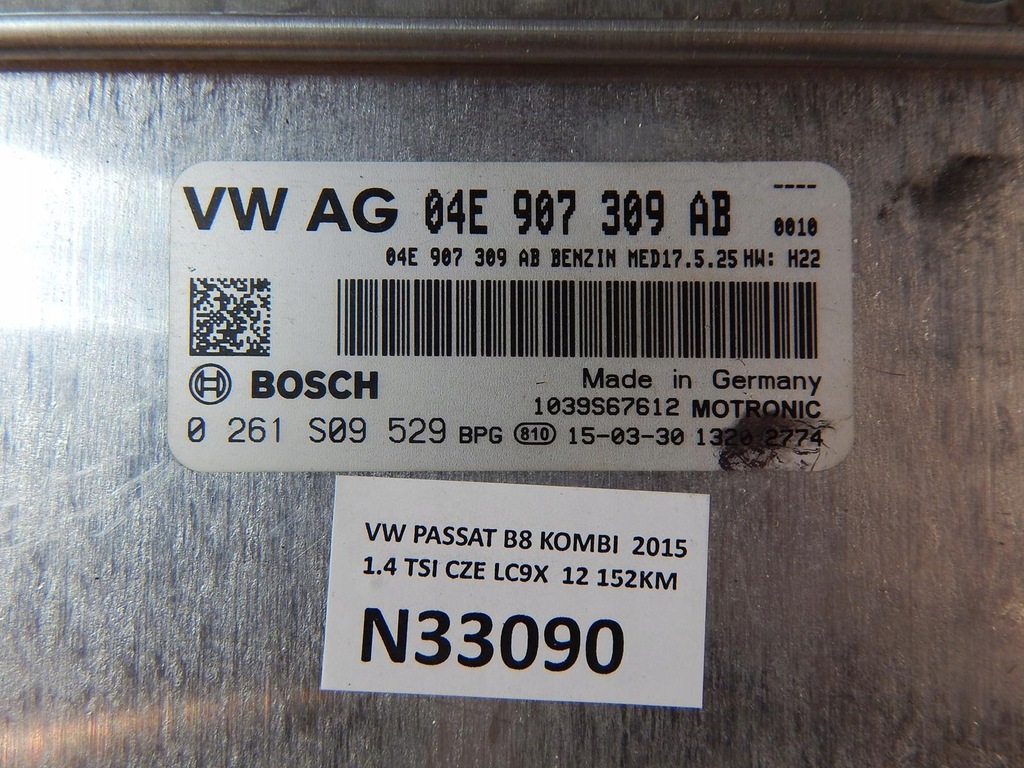 VW AG 04E 907 309 AB ----
0010
04E 907 309 AB BENZIN MED17.5.25 HW: H22
BOSCH
Made in Germany
1039S67612 MOTRONIC
0 261 S09 529 BPG 810 15-03-30 1320 2774
VW PASSAT B8 KOMBI 2015
1.4 TSI CZE LC9X 12 152KM
N33090